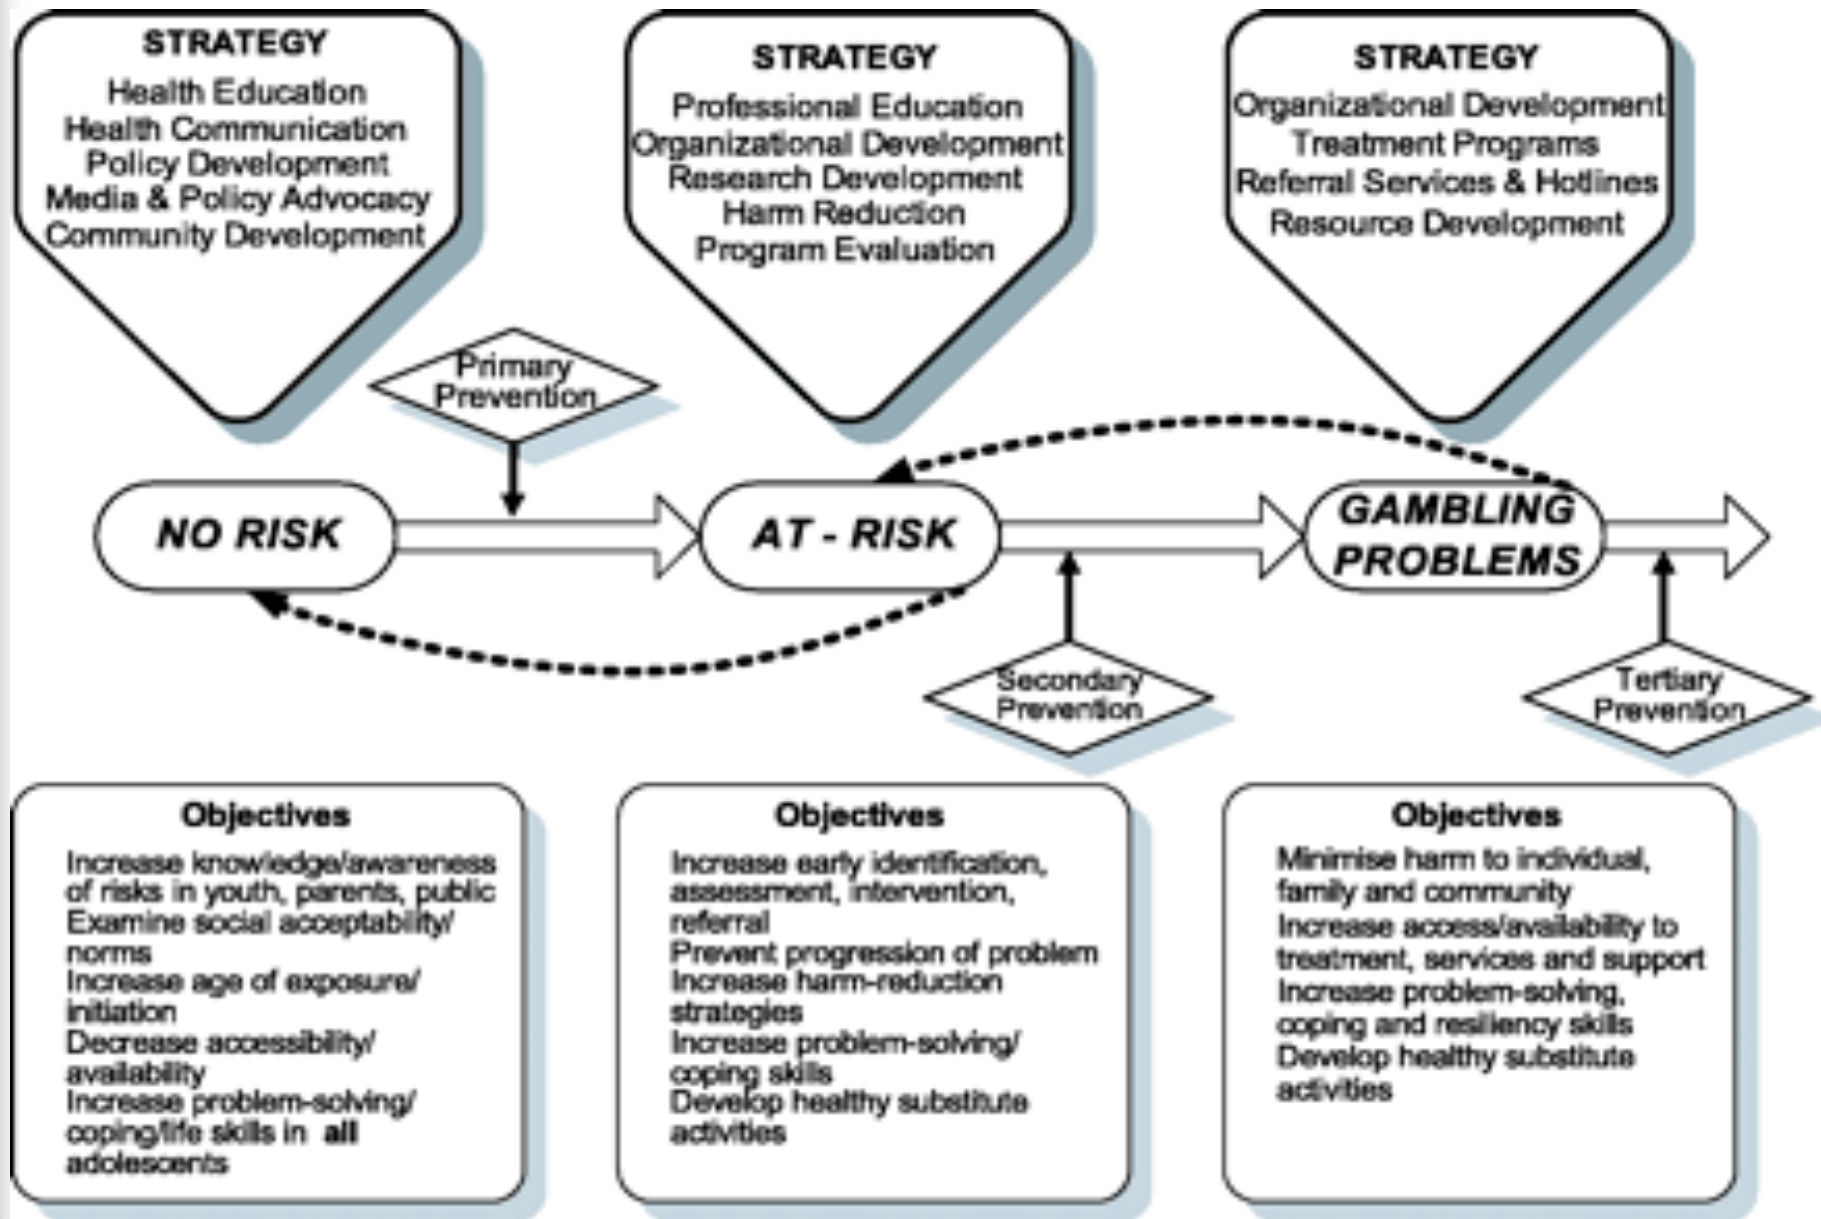 STRATEGY
Health Education
Health Communication
Policy Development
Media & Policy Advocacy
Community Development
STRATEGY
Professional Education
Organizational Development
Research Development
Harm Reduction
Program Evaluation
STRATEGY
Organizational Development
Treatment Programs
Referral Services & Hotlines
Resource Development
Primary
Prevention
NO RISK
AT - RISK
GAMBLING
PROBLEMS
Secondary
Prevention
Tertiary
Prevention
Objectives
Increase knowledge/awareness
of risks in youth, parents, public
Examine social acceptability/
norms
Increase age of exposure/
initiation
Decrease accessibility/
availability
Increase problem-solving/
coping/life skills in all
adolescents
Objectives
Increase early identification,
assessment, intervention,
referral
Prevent progression of problem
Increase harm-reduction
strategies
Increase problem-solving/
coping skills
Develop healthy substitute
activities
Objectives
Minimise harm to individual,
family and community
Increase access/availability to
treatment, services and support
Increase problem-solving,
coping and resiliency skills
Develop healthy substitute
activities